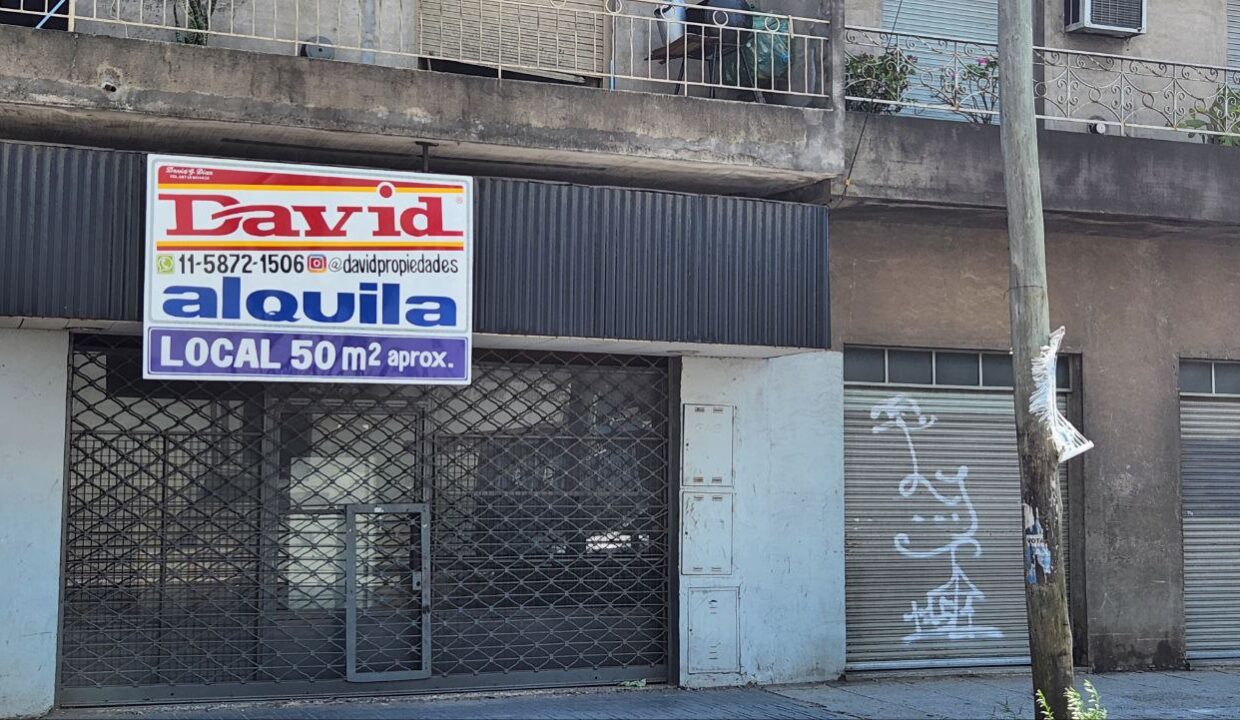 David
11-5872-1506 @davidpropiedades
alquila
LOCAL 50 m2 aprox.